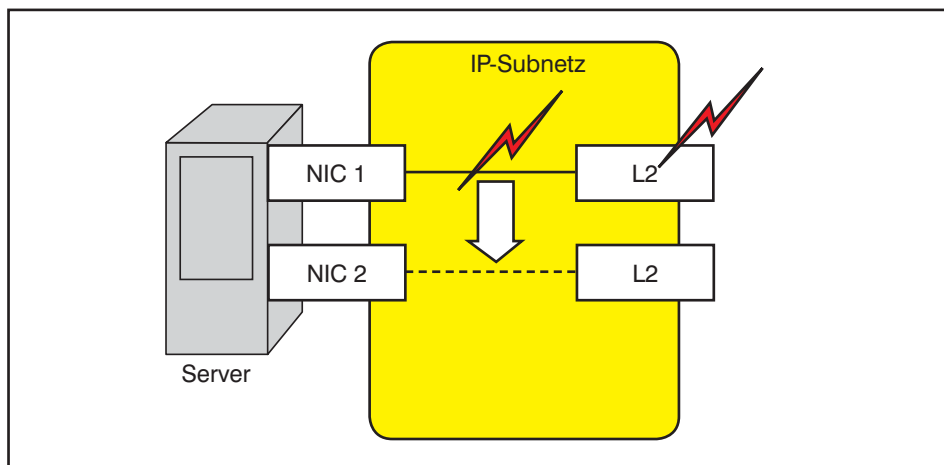 IP-Subnetz
NIC 1
L2
NIC 2
L2
Server